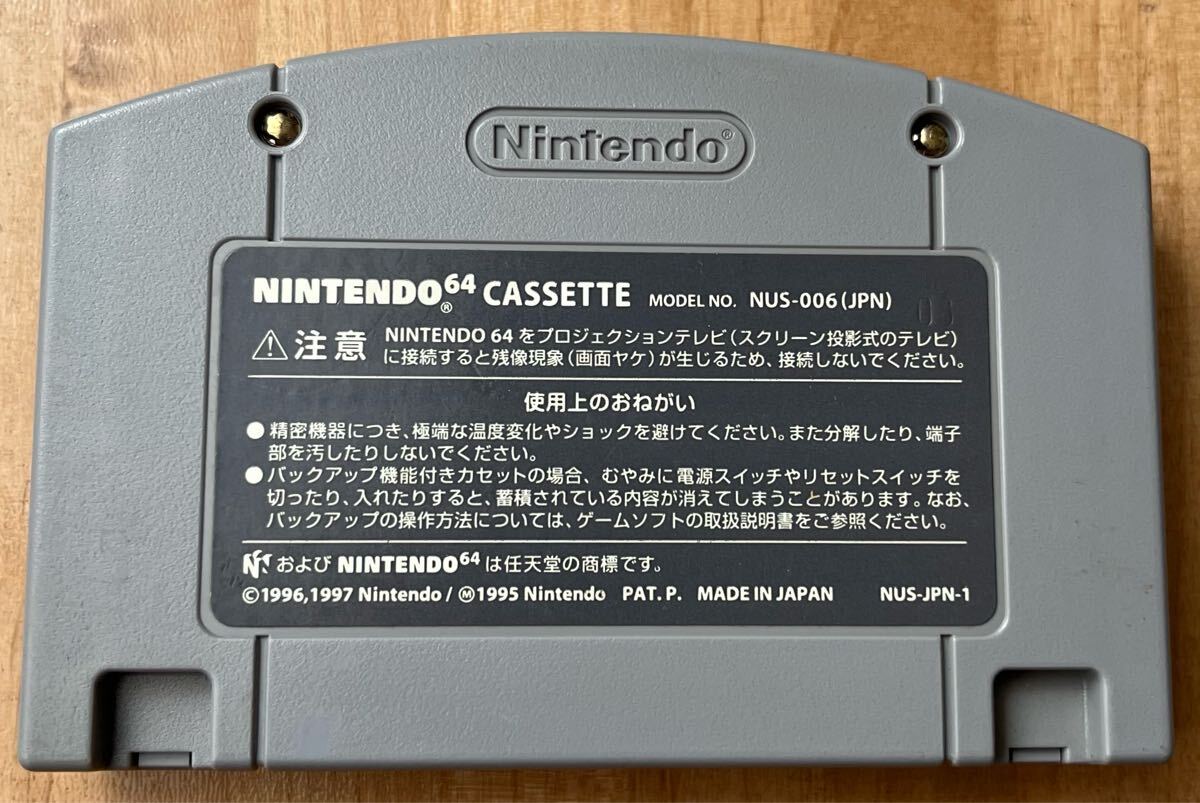 Nintendo®
NINTENDO64® CASSETTE MODEL NO. NUS-006(JPN)
⚠注意 NINTENDO 64をプロジェクションテレビ(スクリーン投影式のテレビ)
に接続すると残像現象(画面ヤケ)が生じるため、接続しないでください。
使用上のおねがい
●精密機器につき、極端な温度変化やショックを避けてください。また分解したり、端子
部を汚したりしないでください。
●バックアップ機能付きカセットの場合、むやみに電源スイッチやリセットスイッチを
切ったり、入れたりすると、蓄積されている内容が消えてしまうことがあります。なお、
バックアップの操作方法については、ゲームソフトの取扱説明書をご参照ください。
および NINTENDO64 は任天堂の商標です。
©1996,1997 Nintendo/Ⓜ1995 Nintendo PAT.P. MADE IN JAPAN NUS-JPN-1